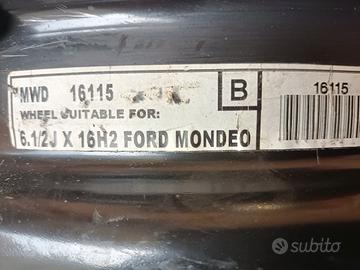 MWD 16115
B
16115
WHEEL SUITABLE FOR:
6.1/2J X 16H2 FORD MONDEO
subito